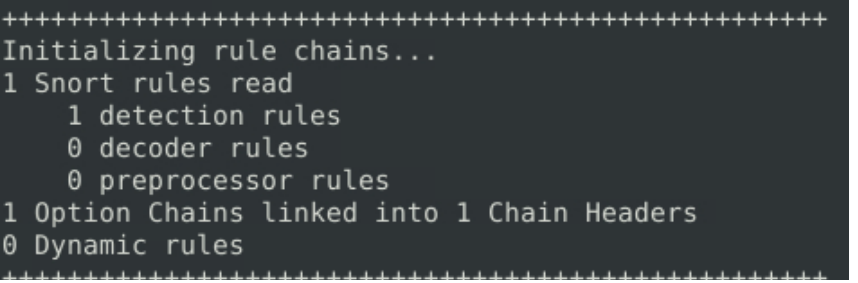 +++++++++++++++++++++++++++++++++++++++++++++++++++
Initializing rule chains...
1 Snort rules read
    1 detection rules
    0 decoder rules
    0 preprocessor rules
1 Option Chains linked into 1 Chain Headers
0 Dynamic rules
+++++++++++++++++++++++++++++++++++++++++++++++++++